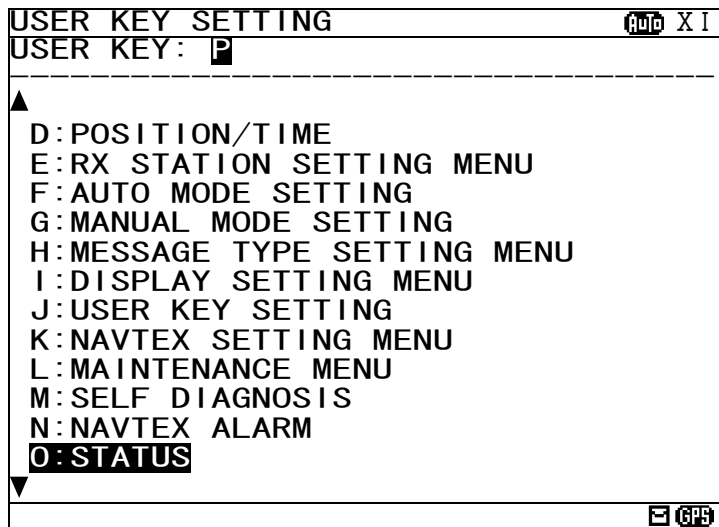 USER KEY SETTING Auto XI
USER KEY: P
D:POSITION/TIME
E:RX STATION SETTING MENU
F:AUTO MODE SETTING
G:MANUAL MODE SETTING
H:MESSAGE TYPE SETTING MENU
I:DISPLAY SETTING MENU
J:USER KEY SETTING
K:NAVTEX SETTING MENU
L:MAINTENANCE MENU
M:SELF DIAGNOSIS
N:NAVTEX ALARM
O:STATUS
GPS